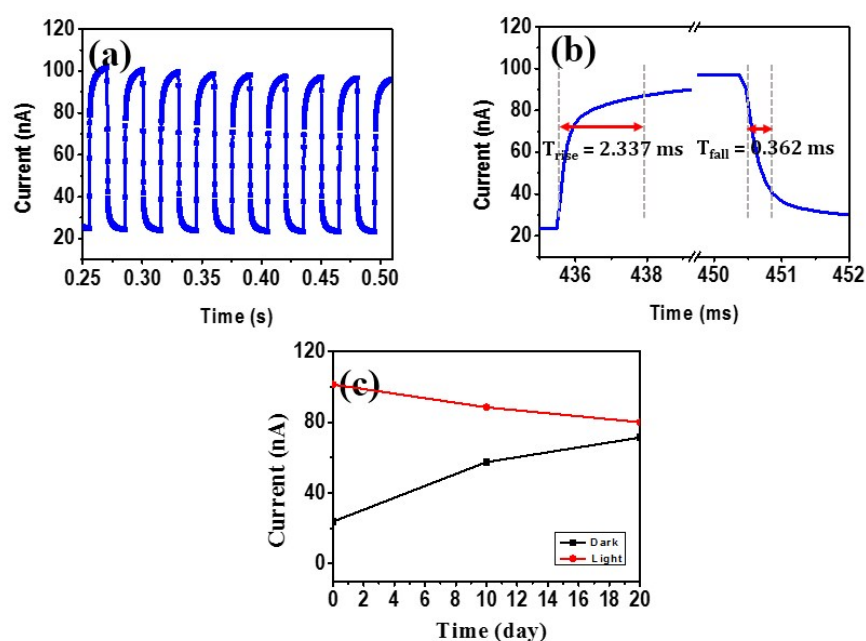 (a)
120
100
80
60
40
20
Current (nA)
0.25 0.30 0.35 0.40 0.45 0.50
Time (s)
(b)
120
100
80
60
40
20
Current (nA)
T_rise = 2.337 ms
T_fall = 0.362 ms
436 438 450 451 452
Time (ms)
(c)
120
80
40
0
Current (nA)
Dark
Light
0 2 4 6 8 10 12 14 16 18 20
Time (day)